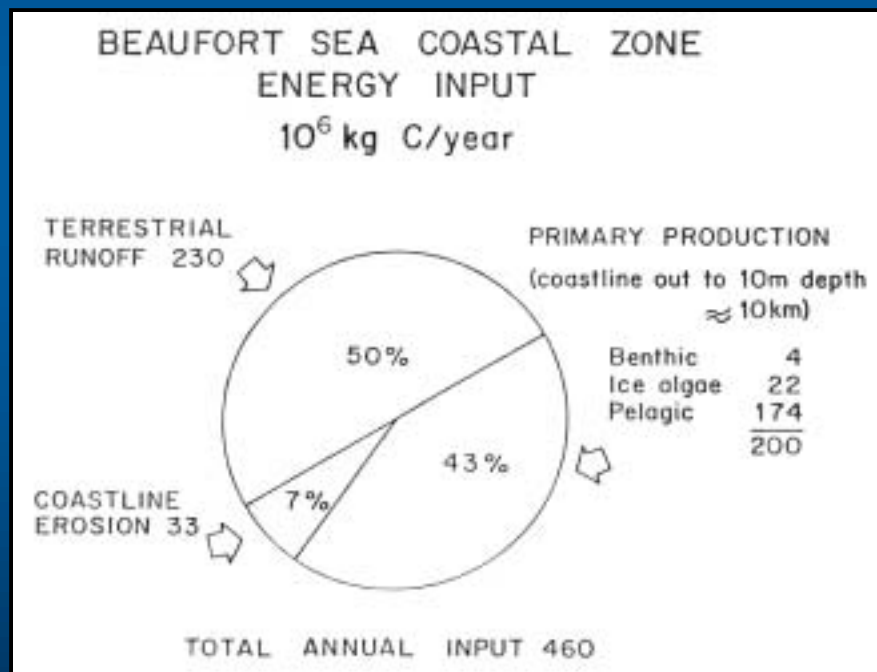 BEAUFORT SEA COASTAL ZONE
ENERGY INPUT
10⁶ kg C/year
TERRESTRIAL
RUNOFF 230
PRIMARY PRODUCTION
(coastline out to 10m depth
≈ 10km)
Benthic 4
Ice algae 22
Pelagic 174
200
50%
43%
7%
COASTLINE
EROSION 33
TOTAL ANNUAL INPUT 460